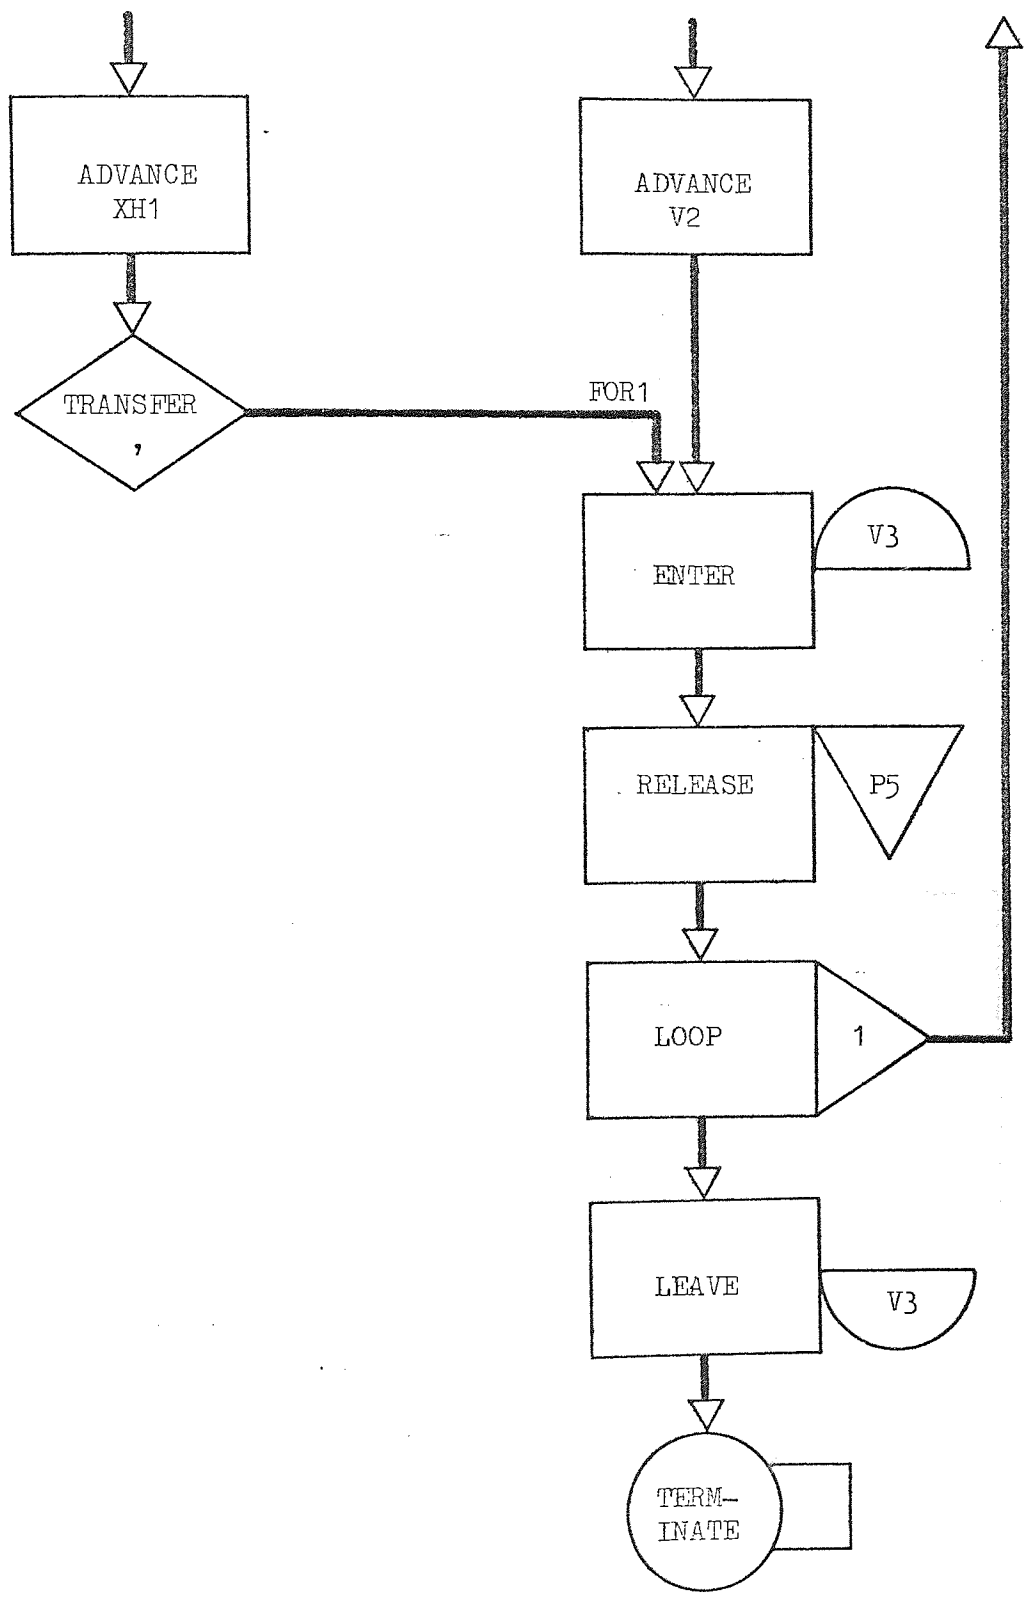 ADVANCE
XH1
ADVANCE
V2
TRANSFER
,
FOR1
ENTER
V3
RELEASE
P5
LOOP
1
LEAVE
V3
TERM-
INATE